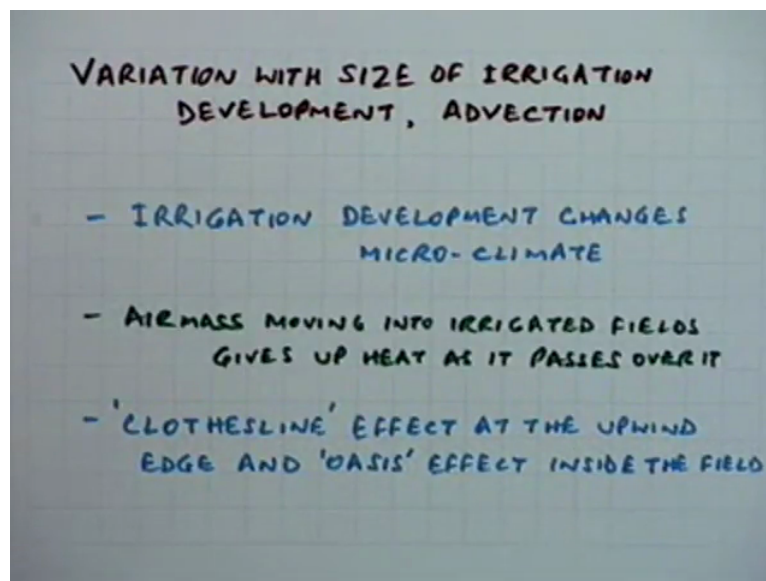 VARIATION WITH SIZE OF IRRIGATION
DEVELOPMENT, ADVECTION
- IRRIGATION DEVELOPMENT CHANGES
MICRO-CLIMATE
- AIRMASS MOVING INTO IRRIGATED FIELDS
GIVES UP HEAT AS IT PASSES OVER IT
- 'CLOTHESLINE' EFFECT AT THE UPWIND
EDGE AND 'OASIS' EFFECT INSIDE THE FIELD